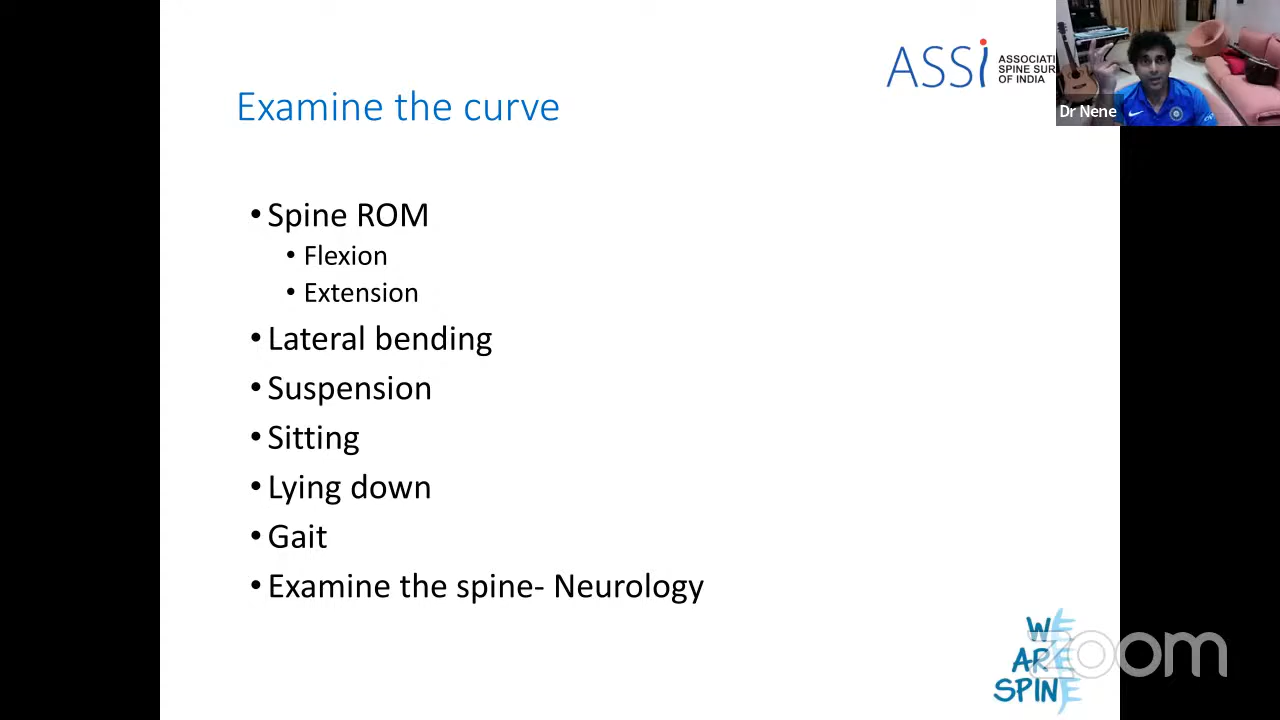 ASSi
ASSOCIATI
SPINE SUR
OF INDIA
Dr Nene
Examine the curve
• Spine ROM
• Flexion
• Extension
• Lateral bending
• Suspension
• Sitting
• Lying down
• Gait
• Examine the spine- Neurology
WE
ARE
SPINE
zoom